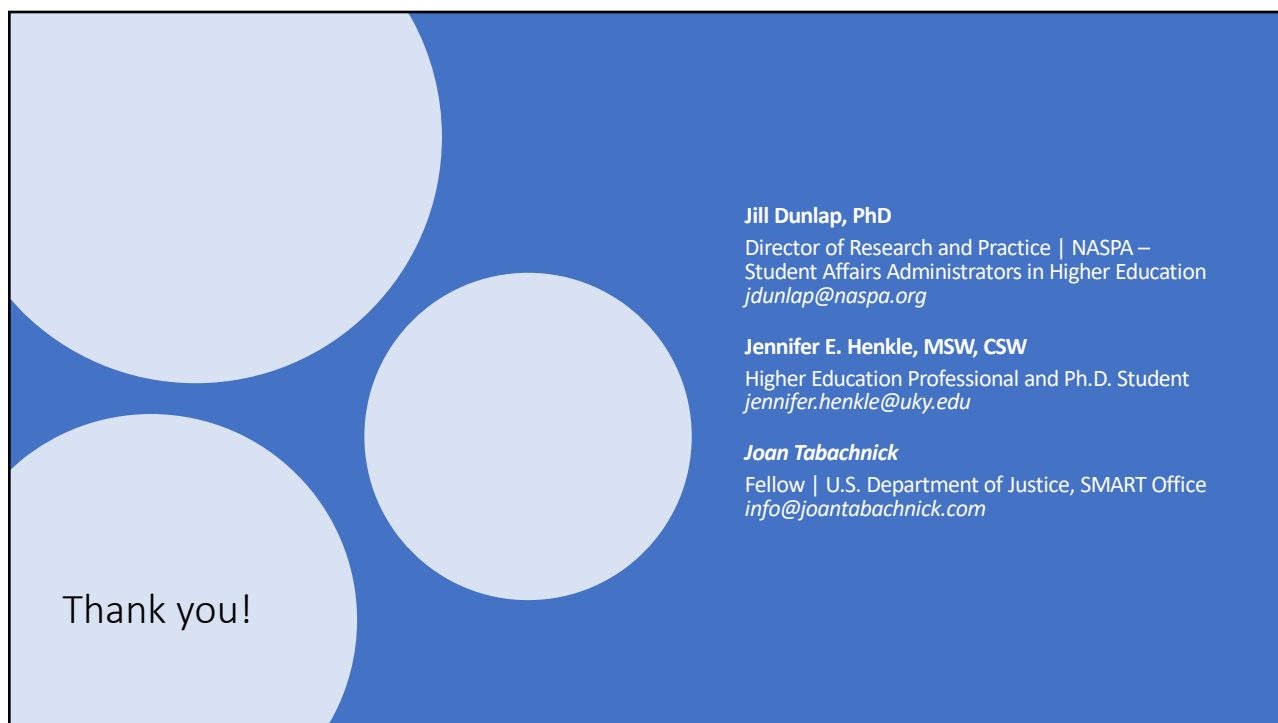 Jill Dunlap, PhD
Director of Research and Practice | NASPA –
Student Affairs Administrators in Higher Education
jdunlap@naspa.org
Jennifer E. Henkle, MSW, CSW
Higher Education Professional and Ph.D. Student
jennifer.henkle@uky.edu
Joan Tabachnick
Fellow | U.S. Department of Justice, SMART Office
info@joantabachnick.com
Thank you!